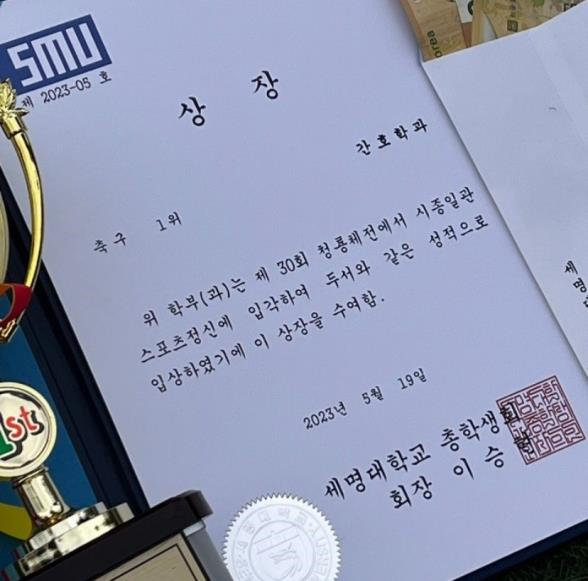 SMU
제 2023-05 호
상 장
간호학과
축구 1위
위 학부(과)는 제 30회 청룡체전에서 시종일관
스포츠정신에 입각하여 두서와 같은 성적으로
입상하였기에 이 상장을 수여함.
2023년 5월 19일
세명대학교 총학생회
회장 이 승
1st
세
명